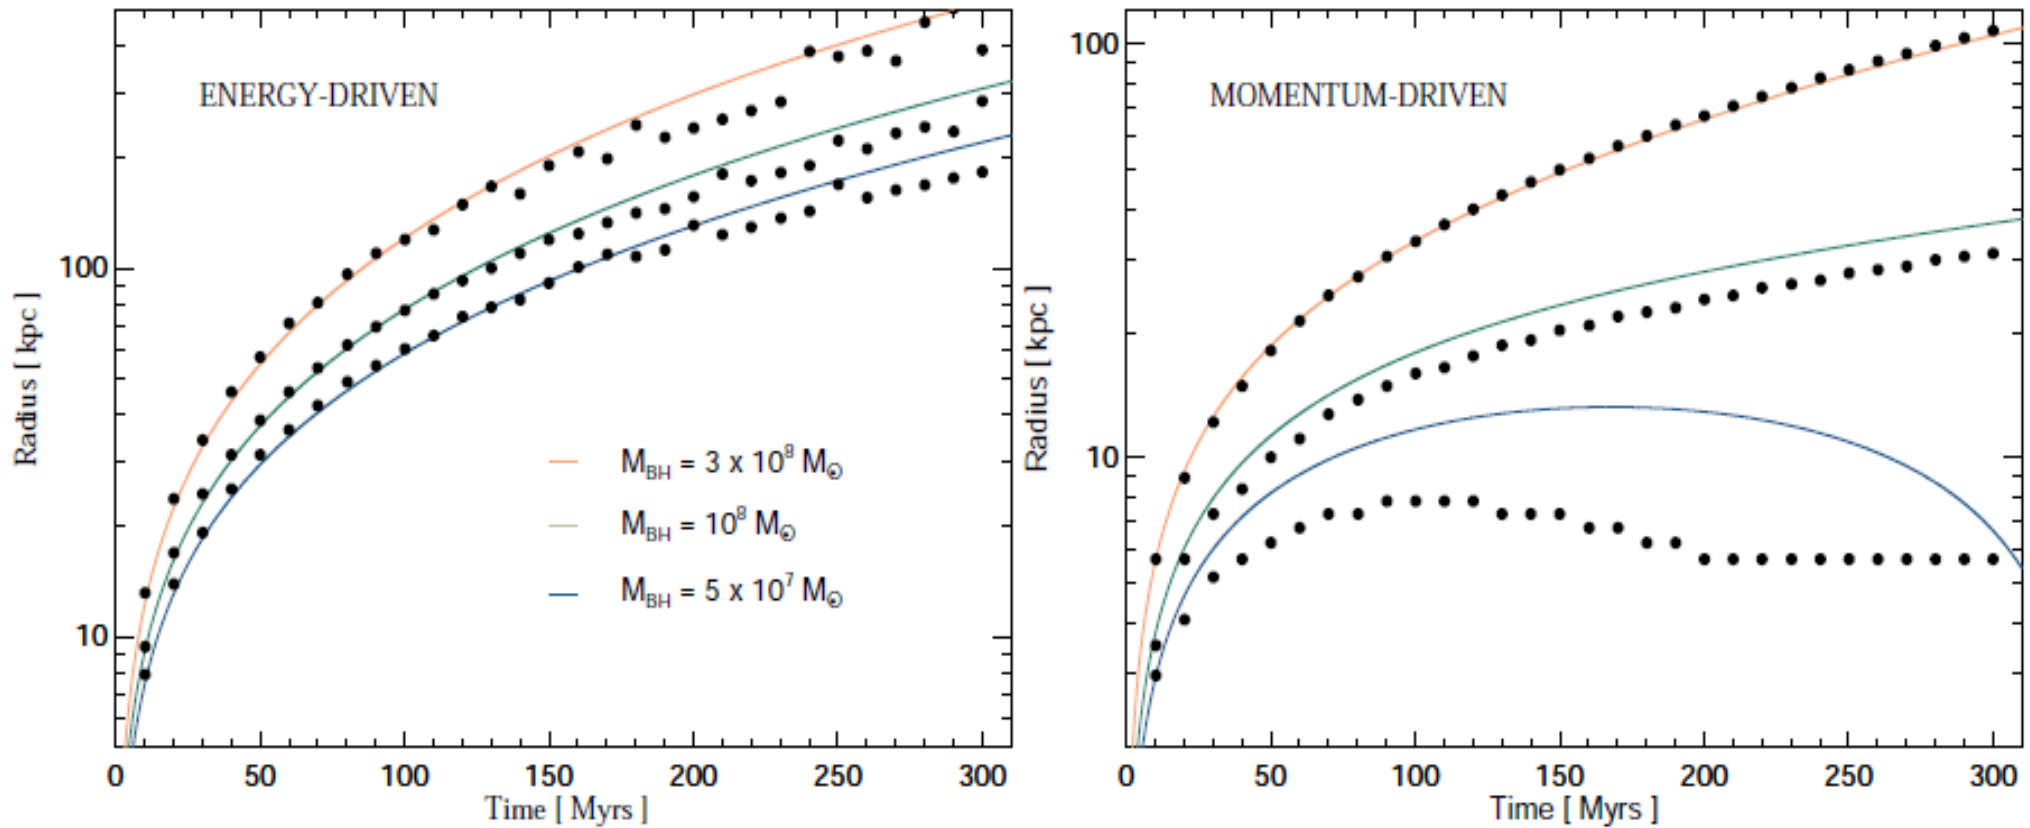 ENERGY-DRIVEN
100
10
Radius [ kpc ]
M_BH = 3 x 10^8 M_⊙
M_BH = 10^8 M_⊙
M_BH = 5 x 10^7 M_⊙
0 50 100 150 200 250 300
Time [ Myrs ]
MOMENTUM-DRIVEN
100
10
Radius [ kpc ]
0 50 100 150 200 250 300
Time [ Myrs ]